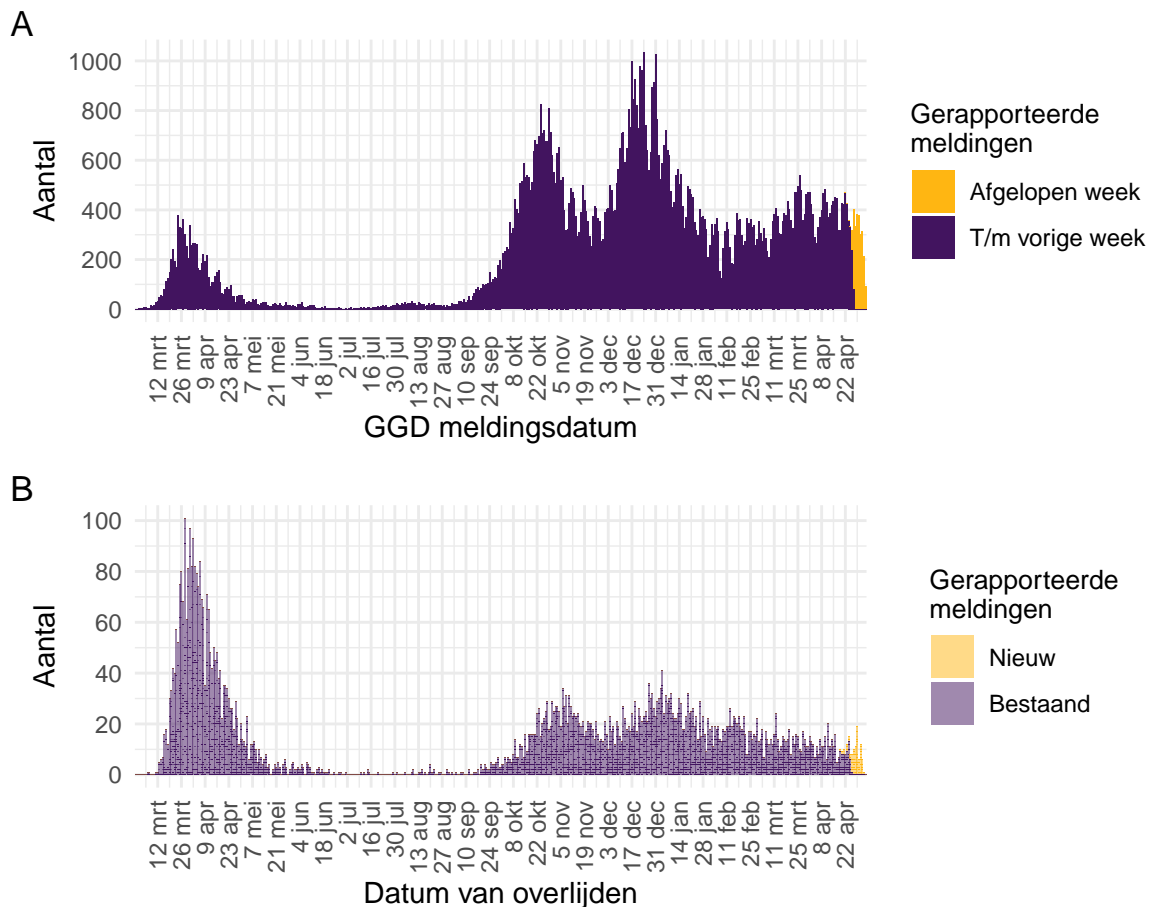 A
1000
800
600
400
200
0
Aantal
12 mrt
26 mrt
9 apr
23 apr
7 mei
21 mei
4 jun
18 jun
2 jul
16 jul
30 jul
13 aug
27 aug
10 sep
24 sep
8 okt
22 okt
5 nov
19 nov
3 dec
17 dec
31 dec
14 jan
28 jan
11 feb
25 feb
11 mrt
25 mrt
8 apr
22 apr
GGD meldingsdatum
Gerapporteerde
meldingen
Afgelopen week
T/m vorige week
B
100
80
60
40
20
0
Aantal
12 mrt
26 mrt
9 apr
23 apr
7 mei
21 mei
4 jun
18 jun
2 jul
16 jul
30 jul
13 aug
27 aug
10 sep
24 sep
8 okt
22 okt
5 nov
19 nov
3 dec
17 dec
31 dec
14 jan
28 jan
11 feb
25 feb
11 mrt
25 mrt
8 apr
22 apr
Datum van overlijden
Gerapporteerde
meldingen
Nieuw
Bestaand